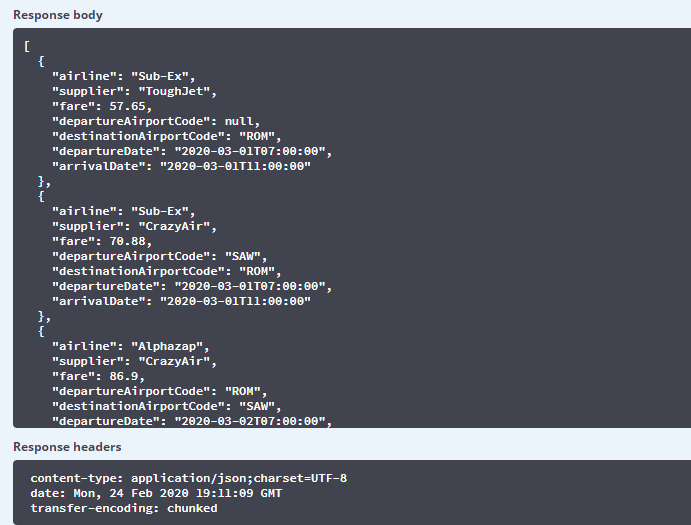 Response body
[
  {
    "airline": "Sub-Ex",
    "supplier": "ToughJet",
    "fare": 57.65,
    "departureAirportCode": null,
    "destinationAirportCode": "ROM",
    "departureDate": "2020-03-01T07:00:00",
    "arrivalDate": "2020-03-01T11:00:00"
  },
  {
    "airline": "Sub-Ex",
    "supplier": "CrazyAir",
    "fare": 70.88,
    "departureAirportCode": "SAW",
    "destinationAirportCode": "ROM",
    "departureDate": "2020-03-01T07:00:00",
    "arrivalDate": "2020-03-01T11:00:00"
  },
  {
    "airline": "Alphazap",
    "supplier": "CrazyAir",
    "fare": 86.9,
    "departureAirportCode": "ROM",
    "destinationAirportCode": "SAW",
    "departureDate": "2020-03-02T07:00:00",
Response headers
content-type: application/json;charset=UTF-8
date: Mon, 24 Feb 2020 19:11:09 GMT
transfer-encoding: chunked